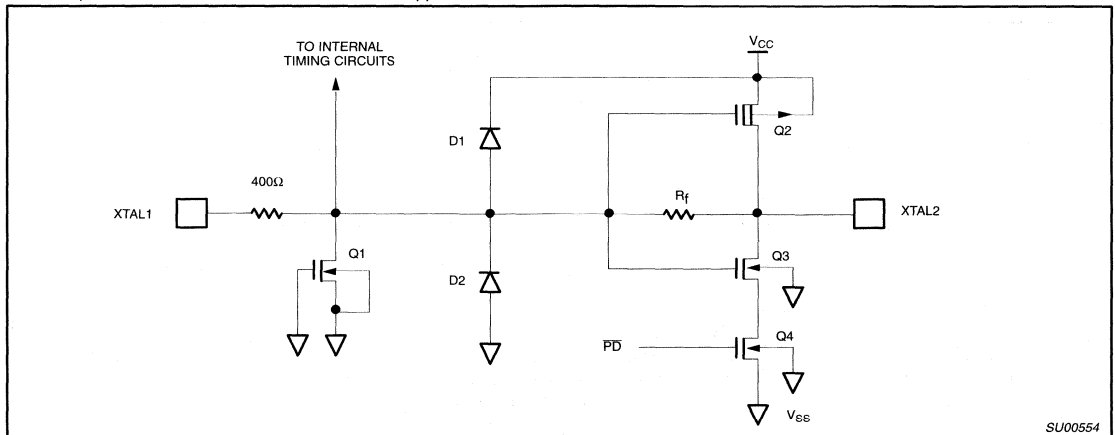 TO INTERNAL
TIMING CIRCUITS
VCC
Q2
D1
400Ω
XTAL1
Rf
XTAL2
Q1
Q3
D2
Q4
PD
VSS
SU00554